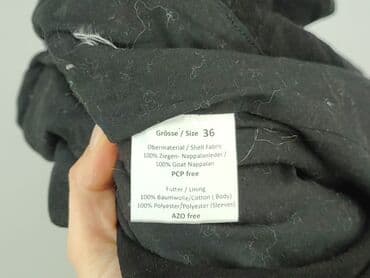 Grösse / Size 36
Obermaterial / Shell Fabric
100% Ziegen- Nappaleder /
100% Goat Nappalan
PCP free
Futter / Lining
100% Baumwolle/Cotton ( Body)
100% Polyester/Polyester (Sleeves)
AZO free